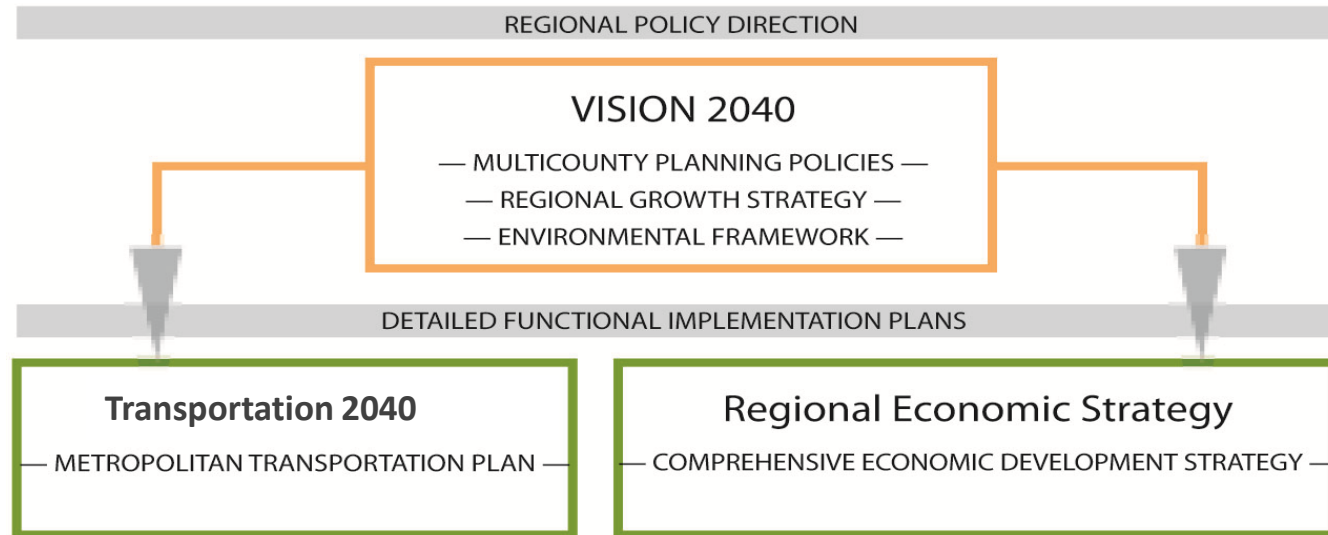 REGIONAL POLICY DIRECTION
VISION 2040
— MULTICOUNTY PLANNING POLICIES —
— REGIONAL GROWTH STRATEGY —
— ENVIRONMENTAL FRAMEWORK —
DETAILED FUNCTIONAL IMPLEMENTATION PLANS
Transportation 2040
— METROPOLITAN TRANSPORTATION PLAN —
Regional Economic Strategy
— COMPREHENSIVE ECONOMIC DEVELOPMENT STRATEGY —